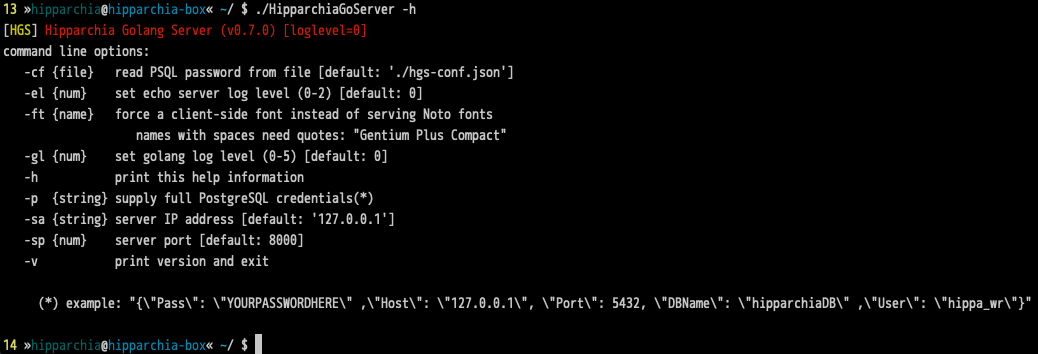 13 »hipparchia@hipparchia-box« ~/ $ ./HipparchiaGoServer -h
[HGS] Hipparchia Golang Server (v0.7.0) [loglevel=0]
command line options:
   -cf {file}   read PSQL password from file [default: './hgs-conf.json']
   -el {num}    set echo server log level (0-2) [default: 0]
   -ft {name}   force a client-side font instead of serving Noto fonts
                   names with spaces need quotes: "Gentium Plus Compact"
   -gl {num}    set golang log level (0-5) [default: 0]
   -h           print this help information
   -p  {string} supply full PostgreSQL credentials(*)
   -sa {string} server IP address [default: '127.0.0.1']
   -sp {num}    server port [default: 8000]
   -v           print version and exit
     (*) example: "{\"Pass\": \"YOURPASSWORDHERE\" ,\"Host\": \"127.0.0.1\", \"Port\": 5432, \"DBName\": \"hipparchiaDB\" ,\"User\": \"hippa_wr\"}"
14 »hipparchia@hipparchia-box« ~/ $